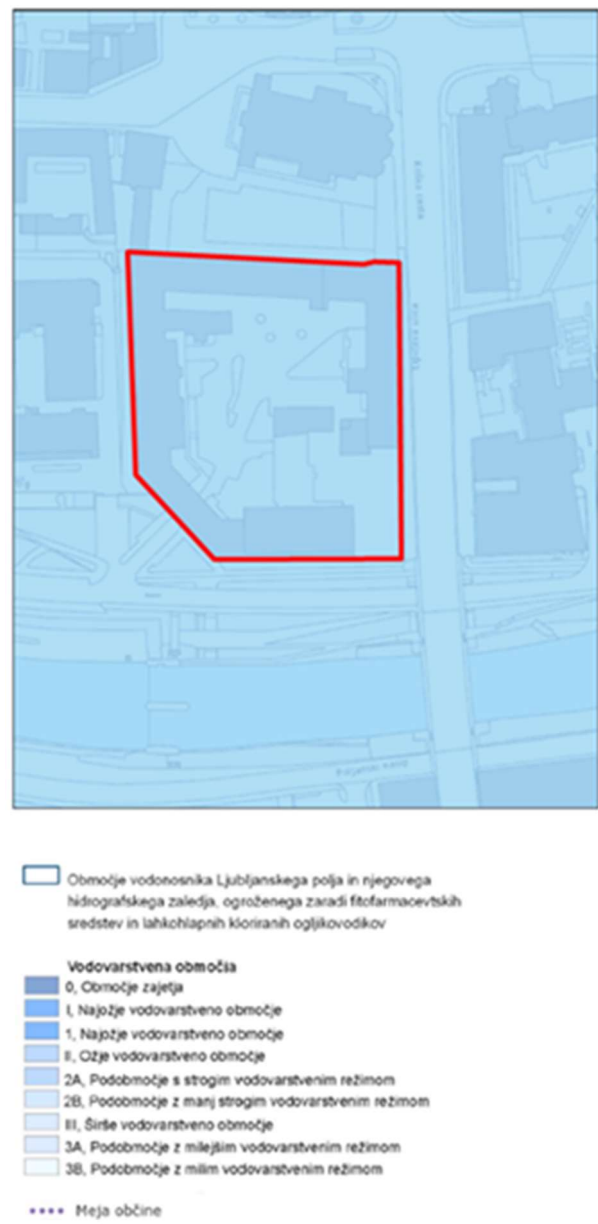 Območje vodonosnika Ljubljanskega polja in njegovega
hidrografskega zaledja, ogroženega zaradi fitofarmacevtskih
sredstev in lahkohlapnih kloriranih ogljikovodikov
Vodovarstvena območja
0, Območje zajetja
I, Najožje vodovarstveno območje
1, Najožje vodovarstveno območje
II, Ožje vodovarstveno območje
2A, Podobmočje s strogim vodovarstvenim režimom
2B, Podobmočje z manj strogim vodovarstvenim režimom
III, Širše vodovarstveno območje
3A, Podobmočje z milejšim vodovarstvenim režimom
3B, Podobmočje z milim vodovarstvenim režimom
Meja občine